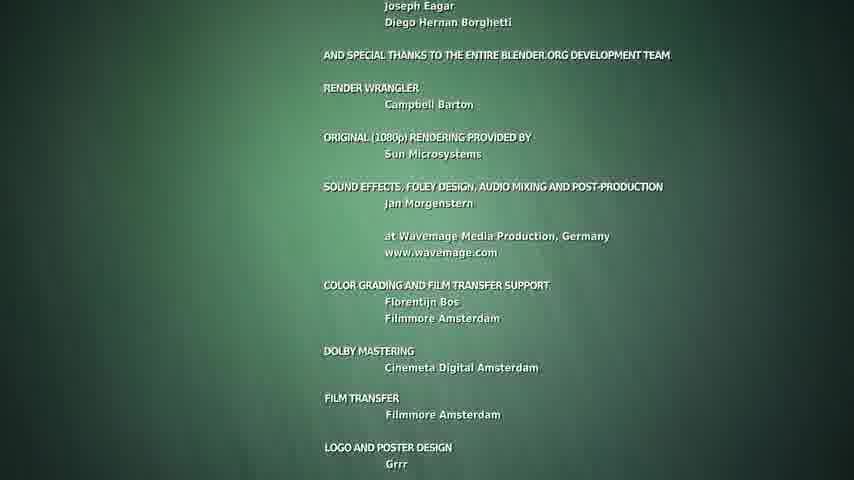 Joseph Eagar
Diego Hernan Borghetti
AND SPECIAL THANKS TO THE ENTIRE BLENDER.ORG DEVELOPMENT TEAM
RENDER WRANGLER
Campbell Barton
ORIGINAL (1080p) RENDERING PROVIDED BY
Sun Microsystems
SOUND EFFECTS, FOLEY DESIGN, AUDIO MIXING AND POST-PRODUCTION
Jan Morgenstern
at Wavemage Media Production, Germany
www.wavemage.com
COLOR GRADING AND FILM TRANSFER SUPPORT
Florentijn Bos
Filmmore Amsterdam
DOLBY MASTERING
Cinemeta Digital Amsterdam
FILM TRANSFER
Filmmore Amsterdam
LOGO AND POSTER DESIGN
Grrr